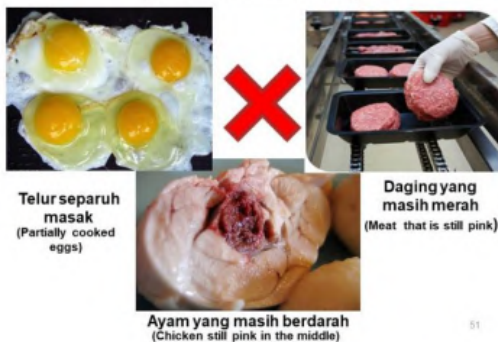 Telur separuh
masak
(Partially cooked
eggs)
Daging yang
masih merah
(Meat that is still pink)
Ayam yang masih berdarah
(Chicken still pink in the middle)
51